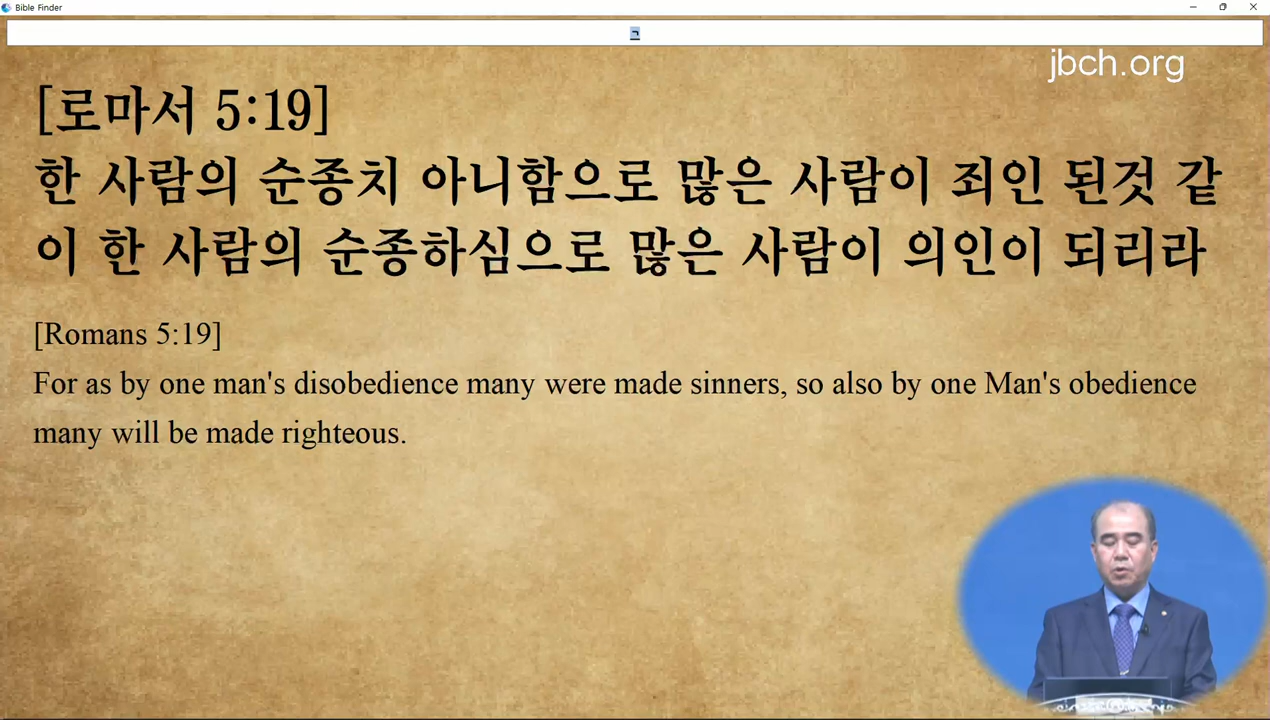 Bible Finder
ㄱ
jbch.org
[로마서 5:19]
한 사람의 순종치 아니함으로 많은 사람이 죄인 된것 같
이 한 사람의 순종하심으로 많은 사람이 의인이 되리라
[Romans 5:19]
For as by one man's disobedience many were made sinners, so also by one Man's obedience
many will be made righteous.